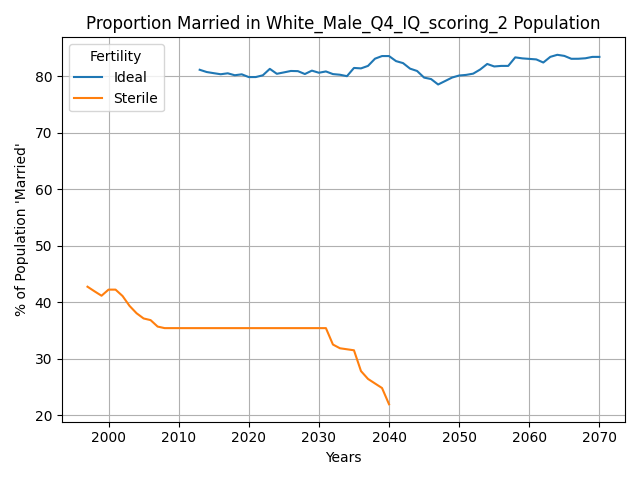 Proportion Married in White_Male_Q4_IQ_scoring_2 Population
% of Population 'Married'
Fertility
Ideal
Sterile
80
70
60
50
40
30
20
2000 2010 2020 2030 2040 2050 2060 2070
Years